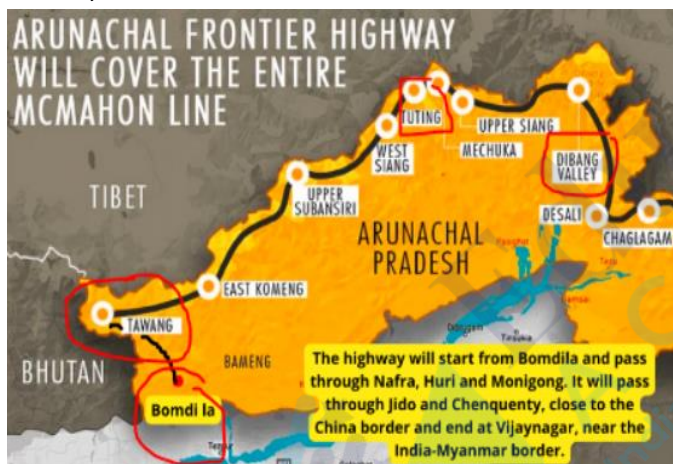 ARUNACHAL FRONTIER HIGHWAY
WILL COVER THE ENTIRE
MCMAHON LINE
TUTING
UPPER SIANG
WEST
SIANG
MECHUKA
DIBANG
VALLEY
TIBET
UPPER
SUBANSIRI
DESALI
CHAGLAGAM
ARUNACHAL
PRADESH
EAST KOMENG
TAWANG
BHUTAN
BAMENG
Bomdi la
The highway will start from Bomdila and pass
through Nafra, Huri and Monigong. It will pass
through Jido and Chenquenty, close to the
China border and end at Vijaynagar, near the
India-Myanmar border.
Tezpur